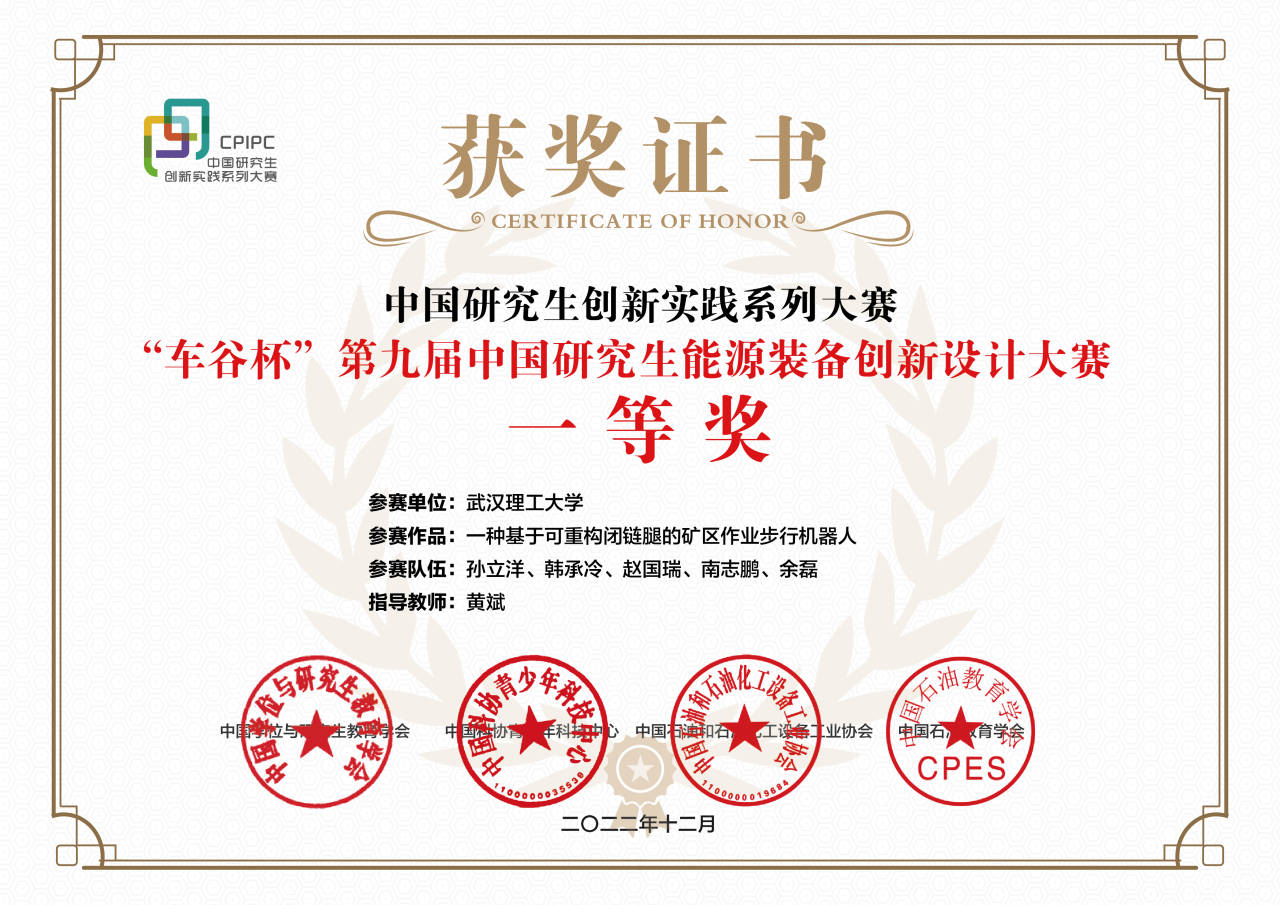 CPIPC
中国研究生
创新实践系列大赛
获奖证书
CERTIFICATE OF HONOR
中国研究生创新实践系列大赛
“车谷杯”第九届中国研究生能源装备创新设计大赛
一等奖
参赛单位：武汉理工大学
参赛作品：一种基于可重构闭链腿的矿区作业步行机器人
参赛队伍：孙立洋、韩承冷、赵国瑞、南志鹏、余磊
指导教师：黄斌
中国学位与研究生教育学会
中国科协青少年科技中心
中国石油和石油化工设备工业协会
中国石油教育学会
中国学位与研究生教育学会
中国科协青少年科技中心
1100000035530
中国石油和石油化工设备工业协会
1100000019684
中国石油教育学会
CPES
二〇二二年十二月